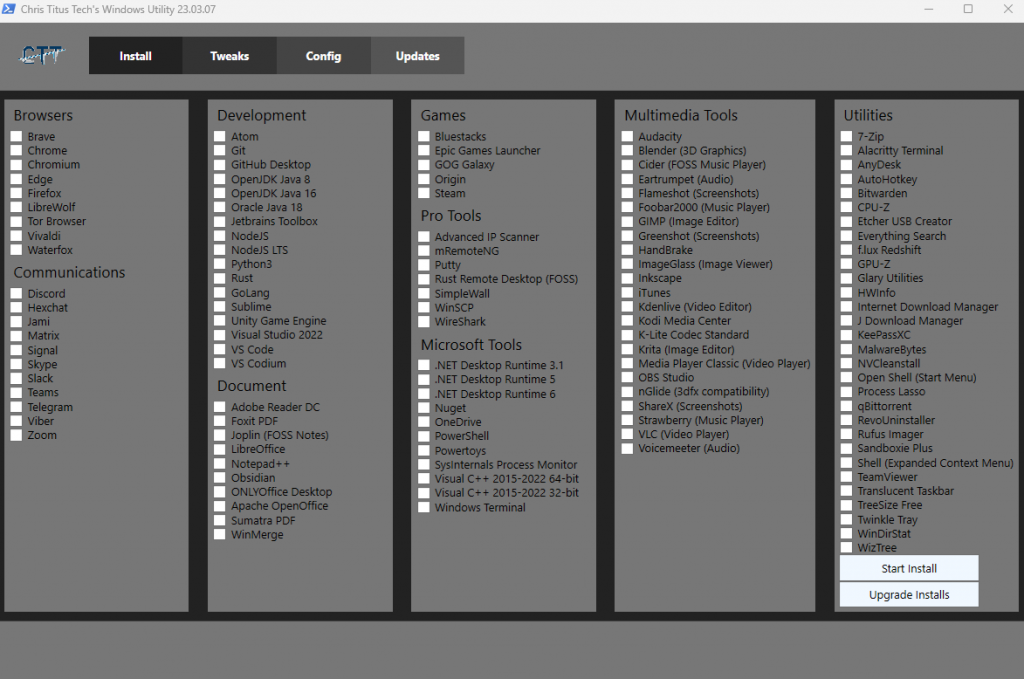 Chris Titus Tech's Windows Utility 23.03.07
CTT
Install
Tweaks
Config
Updates
Browsers
Brave
Chrome
Chromium
Edge
Firefox
LibreWolf
Tor Browser
Vivaldi
Waterfox
Communications
Discord
Hexchat
Jami
Matrix
Signal
Skype
Slack
Teams
Telegram
Viber
Zoom
Development
Atom
Git
GitHub Desktop
OpenJDK Java 8
OpenJDK Java 16
Oracle Java 18
Jetbrains Toolbox
NodeJS
NodeJS LTS
Python3
Rust
GoLang
Sublime
Unity Game Engine
Visual Studio 2022
VS Code
VS Codium
Document
Adobe Reader DC
Foxit PDF
Joplin (FOSS Notes)
LibreOffice
Notepad++
Obsidian
ONLYOffice Desktop
Apache OpenOffice
Sumatra PDF
WinMerge
Games
Bluestacks
Epic Games Launcher
GOG Galaxy
Origin
Steam
Pro Tools
Advanced IP Scanner
mRemoteNG
Putty
Rust Remote Desktop (FOSS)
SimpleWall
WinSCP
WireShark
Microsoft Tools
.NET Desktop Runtime 3.1
.NET Desktop Runtime 5
.NET Desktop Runtime 6
Nuget
OneDrive
PowerShell
Powertoys
SysInternals Process Monitor
Visual C++ 2015-2022 64-bit
Visual C++ 2015-2022 32-bit
Windows Terminal
Multimedia Tools
Audacity
Blender (3D Graphics)
Cider (FOSS Music Player)
Eartrumpet (Audio)
Flameshot (Screenshots)
Foobar2000 (Music Player)
GIMP (Image Editor)
Greenshot (Screenshots)
HandBrake
ImageGlass (Image Viewer)
Inkscape
iTunes
Kdenlive (Video Editor)
Kodi Media Center
K-Lite Codec Standard
Krita (Image Editor)
Media Player Classic (Video Player)
OBS Studio
nGlide (3dfx compatibility)
ShareX (Screenshots)
Strawberry (Music Player)
VLC (Video Player)
Voicemeeter (Audio)
Utilities
7-Zip
Alacritty Terminal
AnyDesk
AutoHotkey
Bitwarden
CPU-Z
Etcher USB Creator
Everything Search
f.lux Redshift
GPU-Z
Glary Utilities
HWInfo
Internet Download Manager
J Download Manager
KeePassXC
MalwareBytes
NVCleanstall
Open Shell (Start Menu)
Process Lasso
qBittorrent
RevoUninstaller
Rufus Imager
Sandboxie Plus
Shell (Expanded Context Menu)
TeamViewer
Translucent Taskbar
TreeSize Free
Twinkle Tray
WinDirStat
WizTree
Start Install
Upgrade Installs